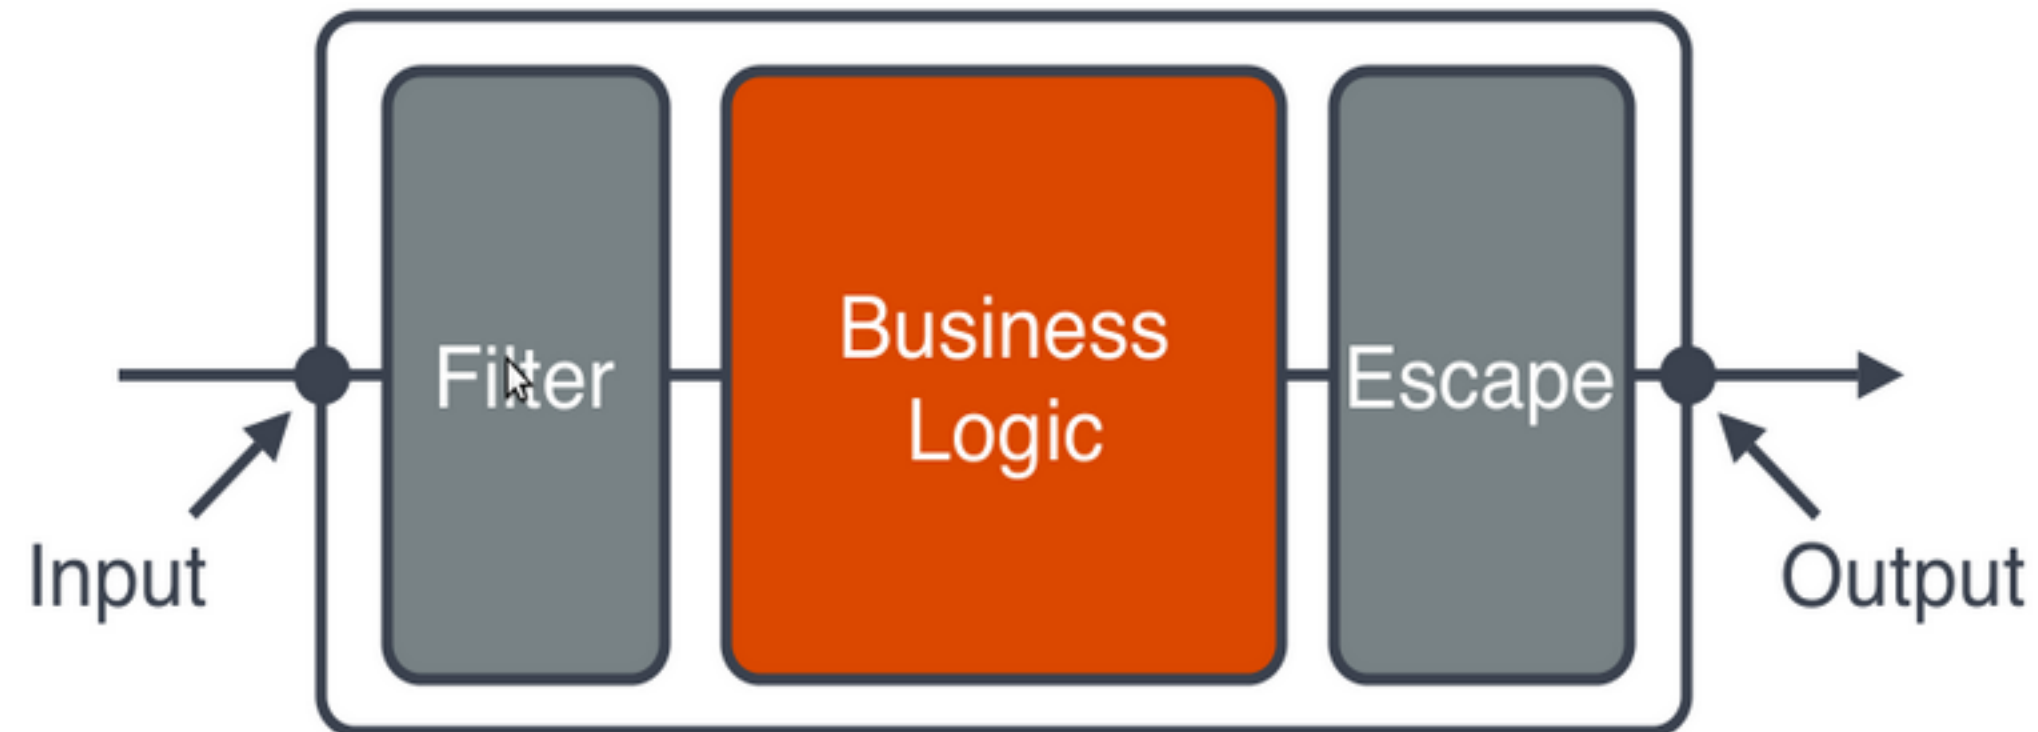 Filter
Business
Logic
Escape
Input
Output